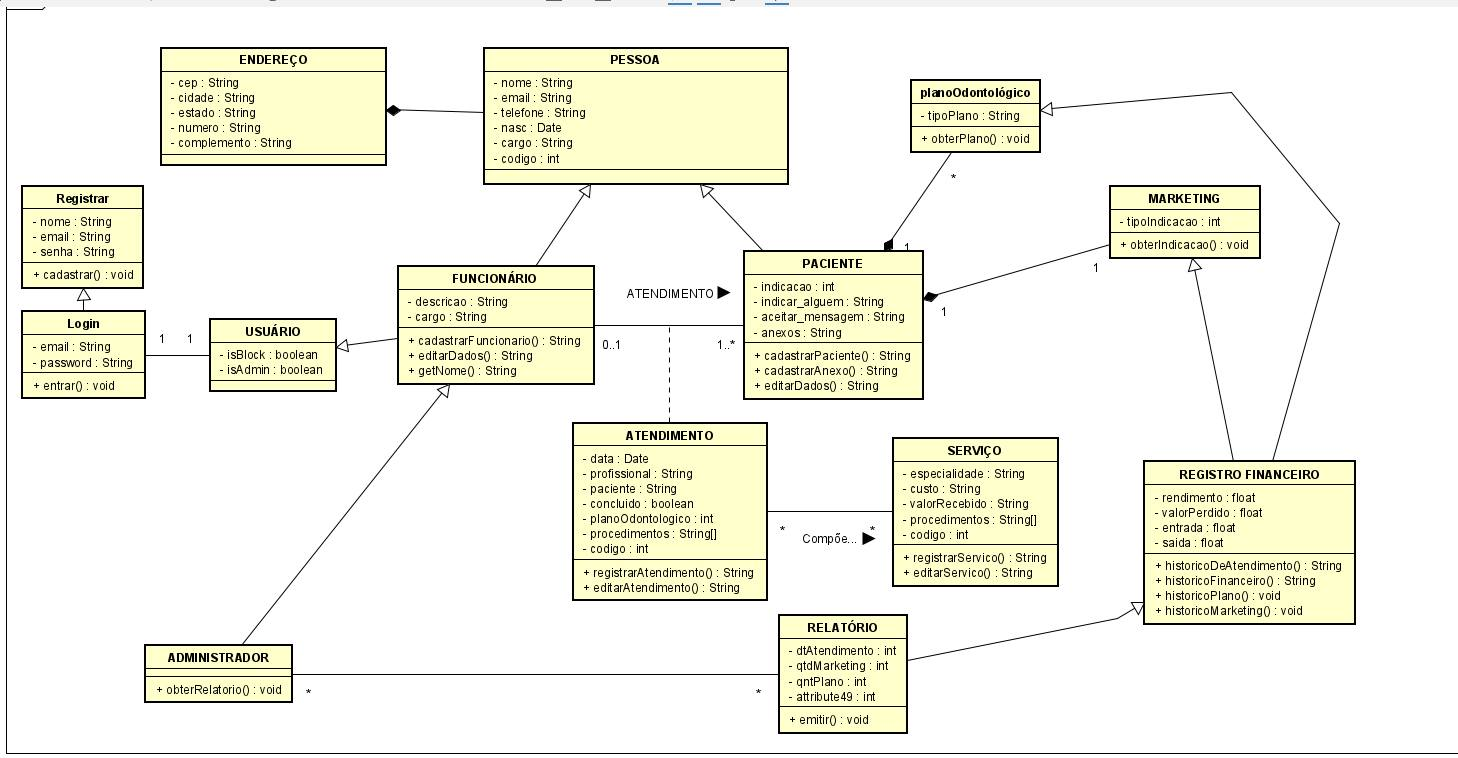 ENDEREÇO
- cep : String
- cidade : String
- estado : String
- numero : String
- complemento : String
PESSOA
- nome : String
- email : String
- telefone : String
- nasc : Date
- cargo : String
- codigo : int
planoOdontológico
- tipoPlano : String
+ obterPlano() : void
*
1
Registrar
- nome : String
- email : String
- senha : String
+ cadastrar() : void
MARKETING
- tipoIndicacao : int
+ obterIndicacao() : void
1
1
Login
- email : String
- password : String
+ entrar() : void
1
1
USUÁRIO
- isBlock : boolean
- isAdmin : boolean
FUNCIONÁRIO
- descricao : String
- cargo : String
+ cadastrarFuncionario() : String
+ editarDados() : String
+ getNome() : String
ATENDIMENTO
0..1
1..*
PACIENTE
- indicacao : int
- indicar_alguem : String
- aceitar_mensagem : String
- anexos : String
+ cadastrarPaciente() : String
+ cadastrarAnexo() : String
+ editarDados() : String
ATENDIMENTO
- data : Date
- profissional : String
- paciente : String
- concluido : boolean
- planoOdontologico : int
- procedimentos : String[]
- codigo : int
+ registrarAtendimento() : String
+ editarAtendimento() : String
*
Compõe...
*
SERVIÇO
- especialidade : String
- custo : String
- valorRecebido : String
- procedimentos : String[]
- codigo : int
+ registrarServico() : String
+ editarServico() : String
REGISTRO FINANCEIRO
- rendimento : float
- valorPerdido : float
- entrada : float
- saida : float
+ historicoDeAtendimento() : String
+ historicoFinanceiro() : String
+ historicoPlano() : void
+ historicoMarketing() : void
ADMINISTRADOR
+ obterRelatorio() : void
*
*
RELATÓRIO
- dtAtendimento : int
- qtdMarketing : int
- qntPlano : int
- attribute49 : int
+ emitir() : void